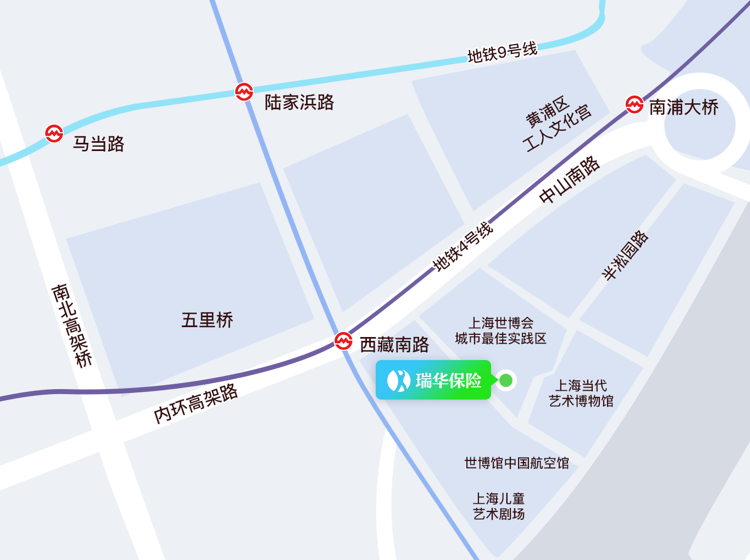 地铁9号线
陆家浜路
马当路
黄浦区
工人文化宫
南浦大桥
中山南路
地铁4号线
半淞园路
南北高架桥
五里桥
西藏南路
上海世博会
城市最佳实践区
瑞华保险
内环高架路
上海当代
艺术博物馆
世博馆中国航空馆
上海儿童
艺术剧场